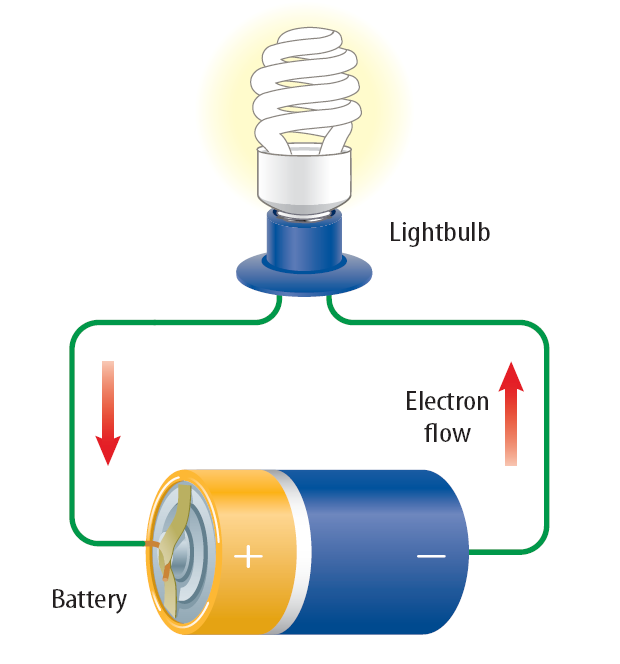 Lightbulb
Electron
flow
+
−
Battery